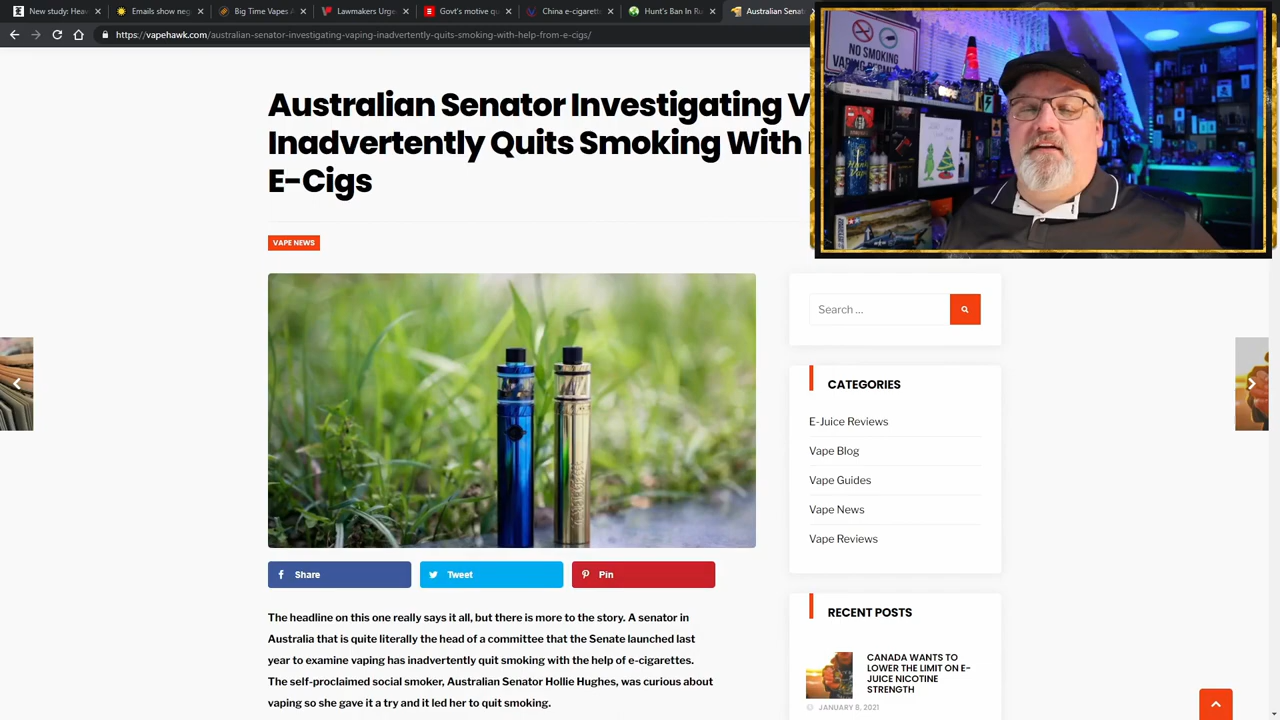 New study: Heav
Emails show nec
Big Time Vapes
Lawmakers Urge
Govt's motive q
China e-cigarett
Hunt's Ban In Ru
Australian Senat
https://vapehawk.com/australian-senator-investigating-vaping-inadvertently-quits-smoking-with-help-from-e-cigs/
NO SMOKING
VAPING PERMIT
Australian Senator Investigating V
Inadvertently Quits Smoking With
E-Cigs
VAPE NEWS
Search ...
CATEGORIES
E-Juice Reviews
Vape Blog
Vape Guides
Vape News
Vape Reviews
Share
Tweet
Pin
RECENT POSTS
CANADA WANTS TO
LOWER THE LIMIT ON E-
JUICE NICOTINE
STRENGTH
JANUARY 8, 2021
The headline on this one really says it all, but there is more to the story. A senator in
Australia that is quite literally the head of a committee that the Senate launched last
year to examine vaping has inadvertently quit smoking with the help of e-cigarettes.
The self-proclaimed social smoker, Australian Senator Hollie Hughes, was curious about
vaping so she gave it a try and it led her to quit smoking.